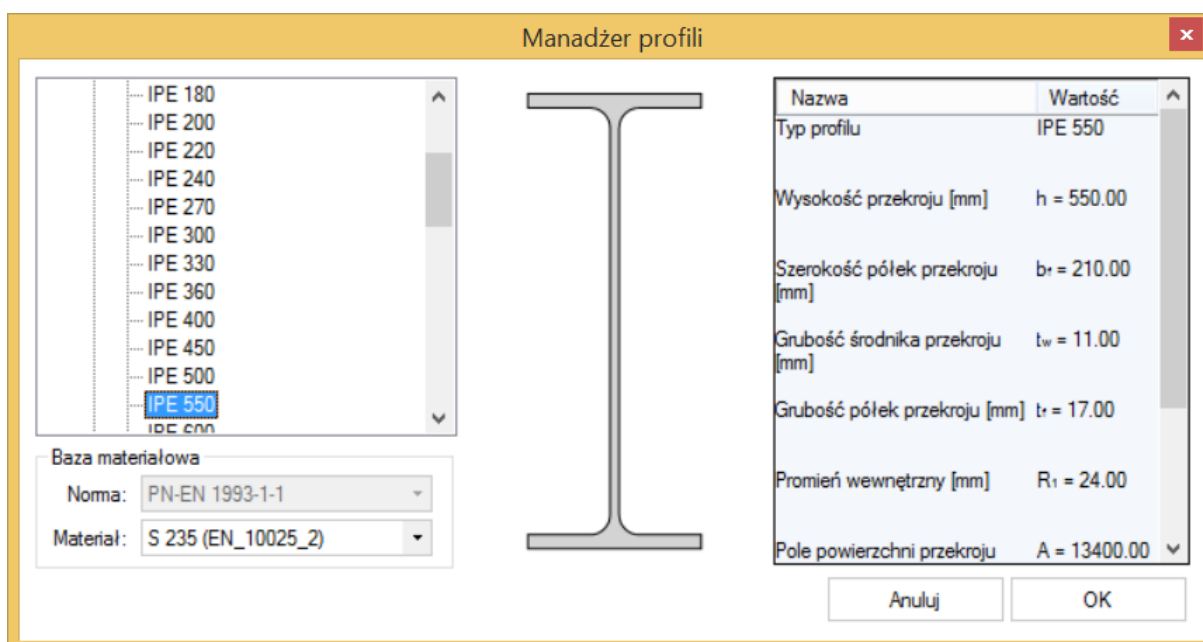 Manadżer profili
x
IPE 180
IPE 200
IPE 220
IPE 240
IPE 270
IPE 300
IPE 330
IPE 360
IPE 400
IPE 450
IPE 500
IPE 550
IPE 600
Baza materiałowa
Norma: PN-EN 1993-1-1
Materiał: S 235 (EN_10025_2)
Nazwa Wartość
Typ profilu IPE 550
Wysokość przekroju [mm] h = 550.00
Szerokość półek przekroju bf = 210.00
[mm]
Grubość środnika przekroju tw = 11.00
[mm]
Grubość półek przekroju [mm] tf = 17.00
Promień wewnętrzny [mm] R1 = 24.00
Pole powierzchni przekroju A = 13400.00
Anuluj OK